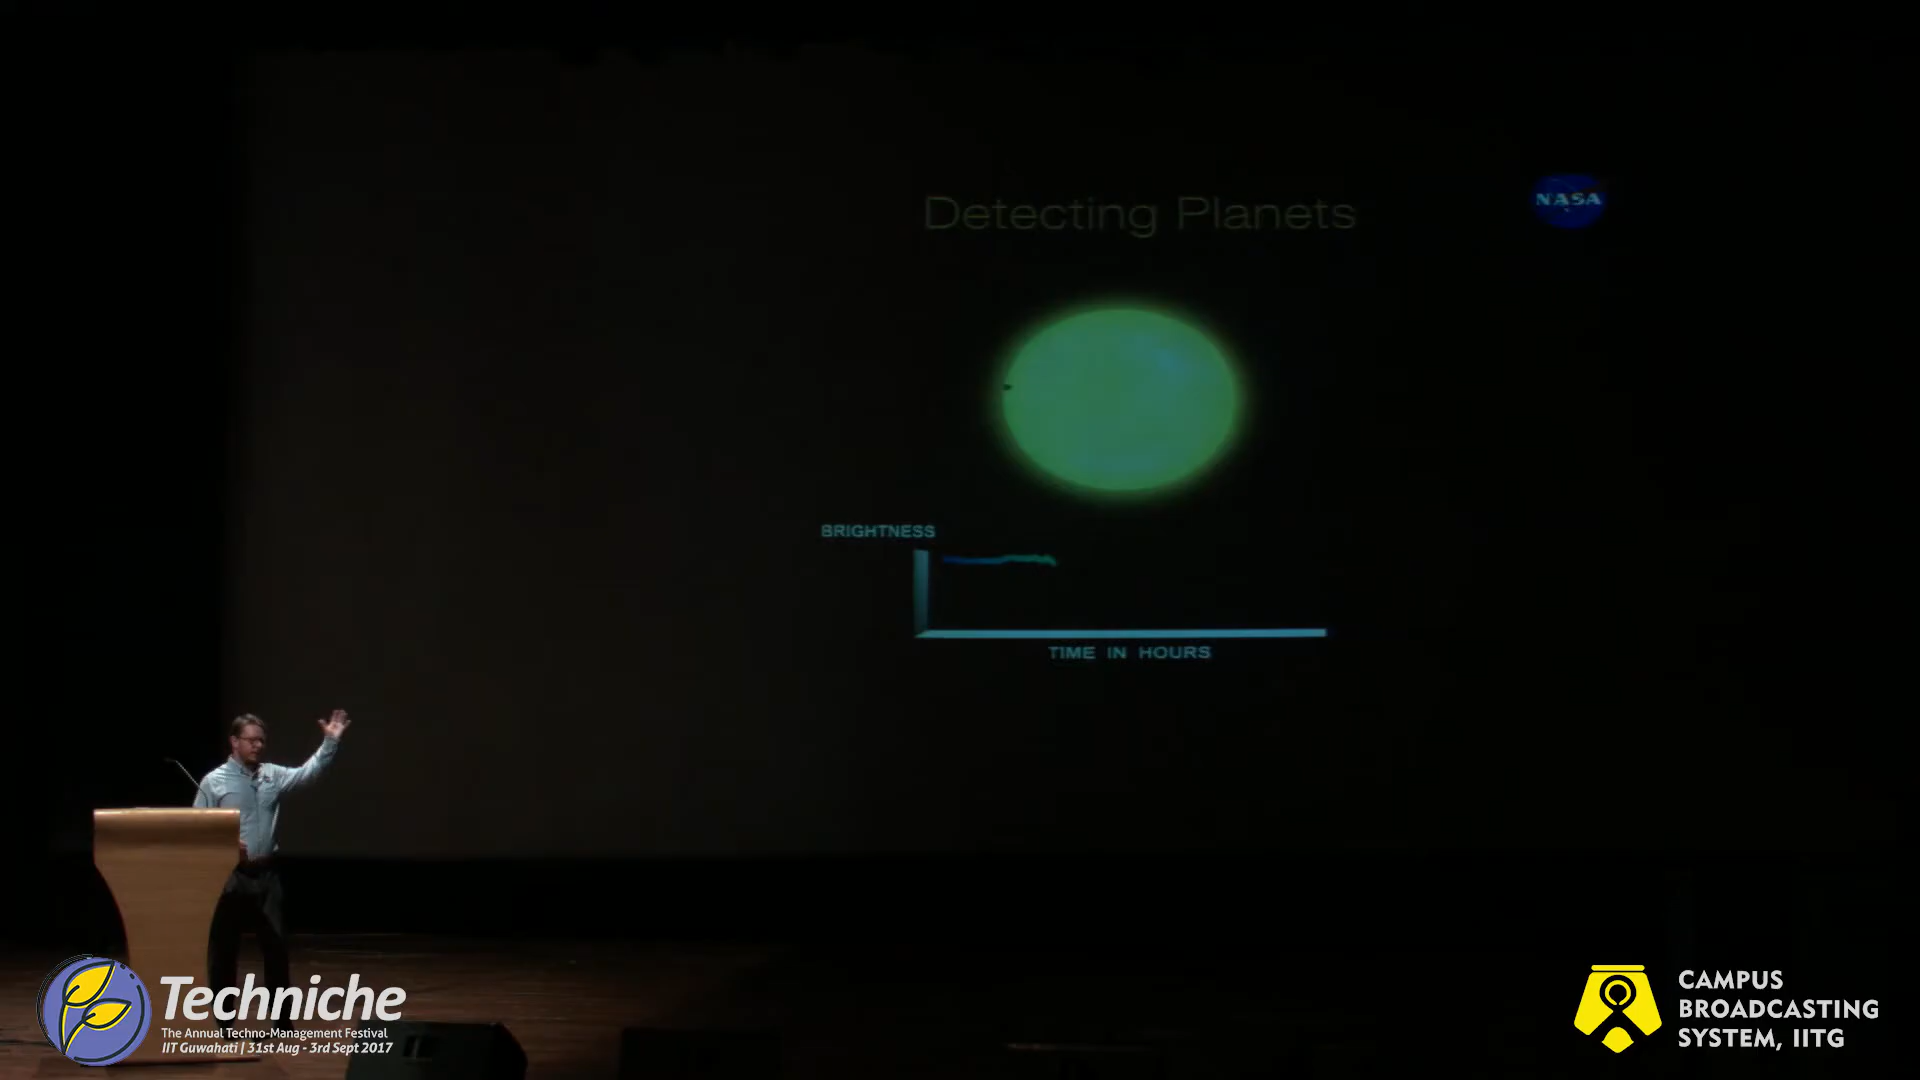 Detecting Planets
NASA
BRIGHTNESS
TIME IN HOURS
Techniche
The Annual Techno-Management Festival
IIT Guwahati | 31st Aug - 3rd Sept 2017
CAMPUS
BROADCASTING
SYSTEM, IITG